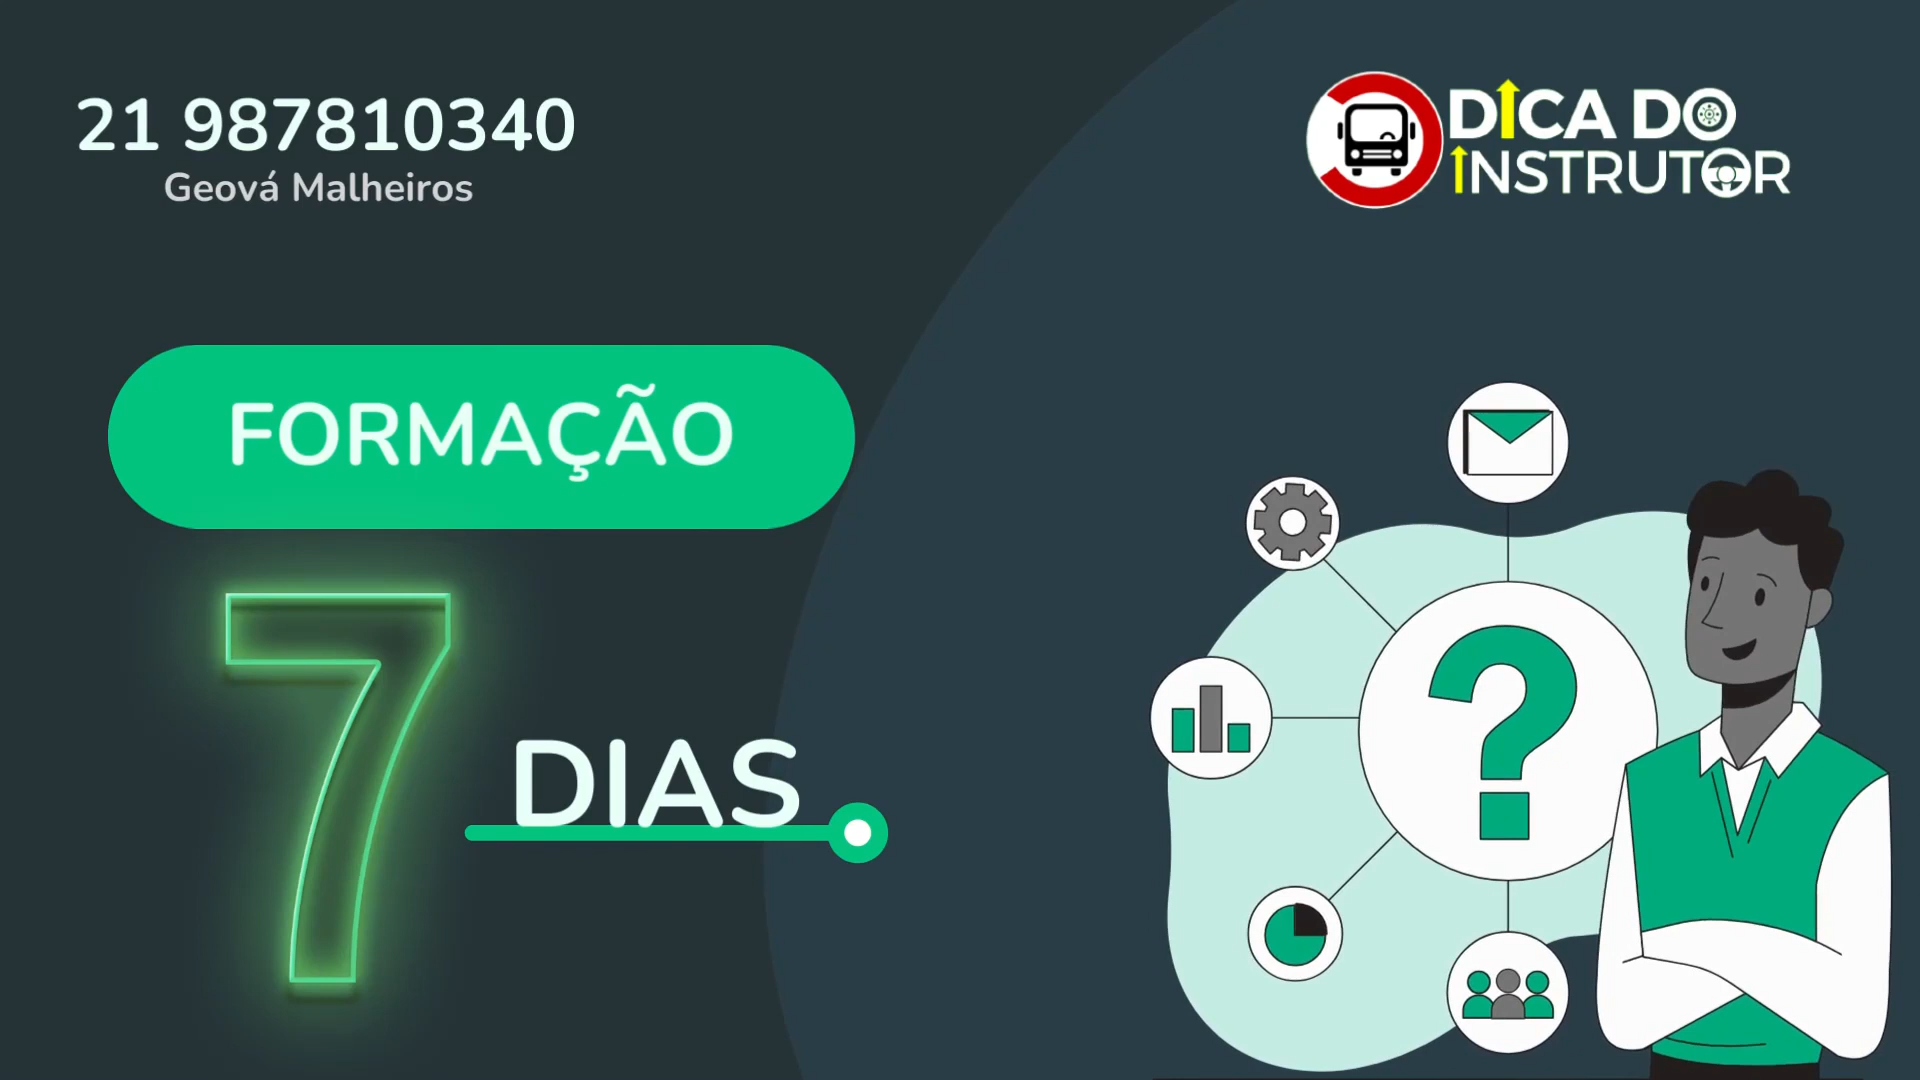 21 987810340
Geová Malheiros
DICA DO
INSTRUTOR
FORMAÇÃO
7
DIAS
?